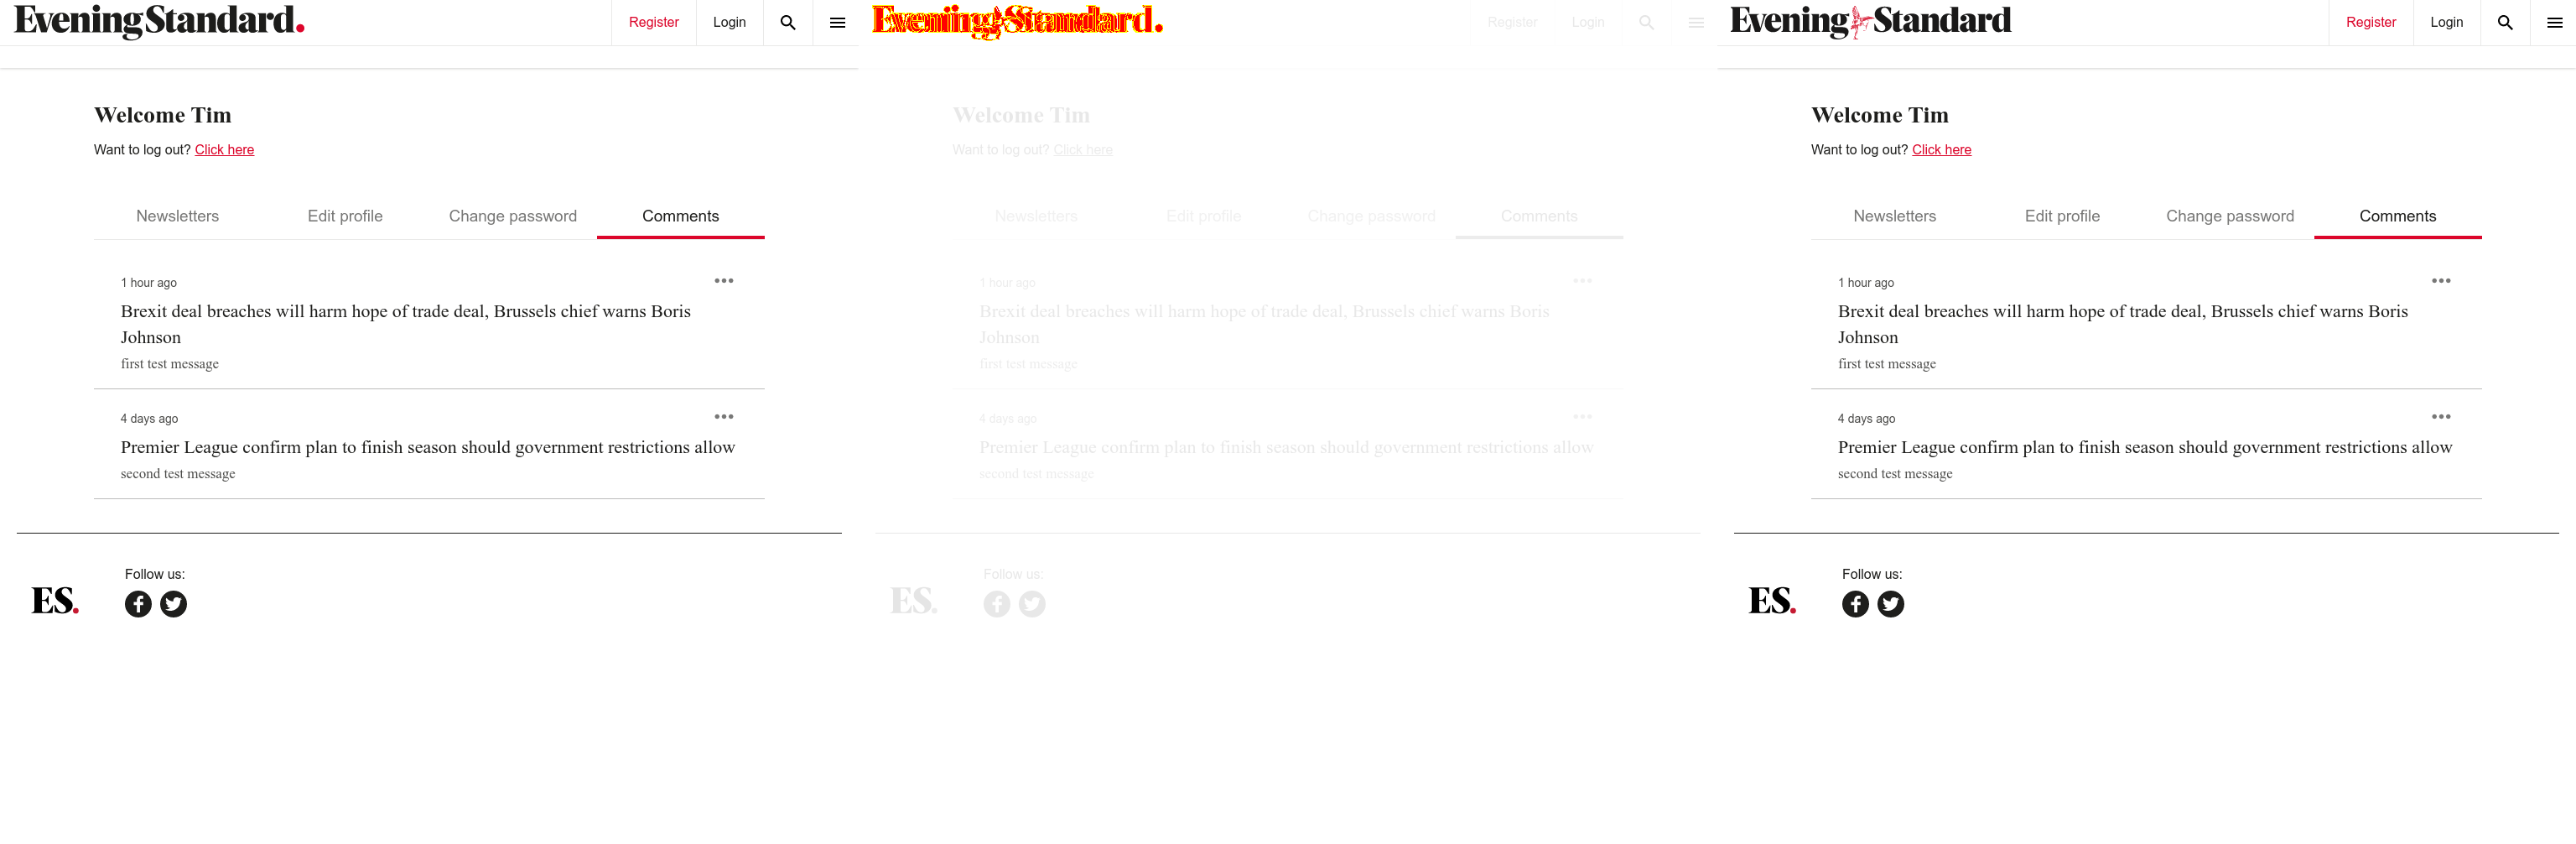 Evening Standard.
Register
Login
Welcome Tim
Want to log out? Click here
Newsletters
Edit profile
Change password
Comments
1 hour ago
Brexit deal breaches will harm hope of trade deal, Brussels chief warns Boris
Johnson
first test message
4 days ago
Premier League confirm plan to finish season should government restrictions allow
second test message
ES.
Follow us:
Evening Standard.
Register
Login
Welcome Tim
Want to log out? Click here
Newsletters
Edit profile
Change password
Comments
1 hour ago
Brexit deal breaches will harm hope of trade deal, Brussels chief warns Boris
Johnson
first test message
4 days ago
Premier League confirm plan to finish season should government restrictions allow
second test message
ES.
Follow us:
Evening Standard
Register
Login
Welcome Tim
Want to log out? Click here
Newsletters
Edit profile
Change password
Comments
1 hour ago
Brexit deal breaches will harm hope of trade deal, Brussels chief warns Boris
Johnson
first test message
4 days ago
Premier League confirm plan to finish season should government restrictions allow
second test message
ES.
Follow us: